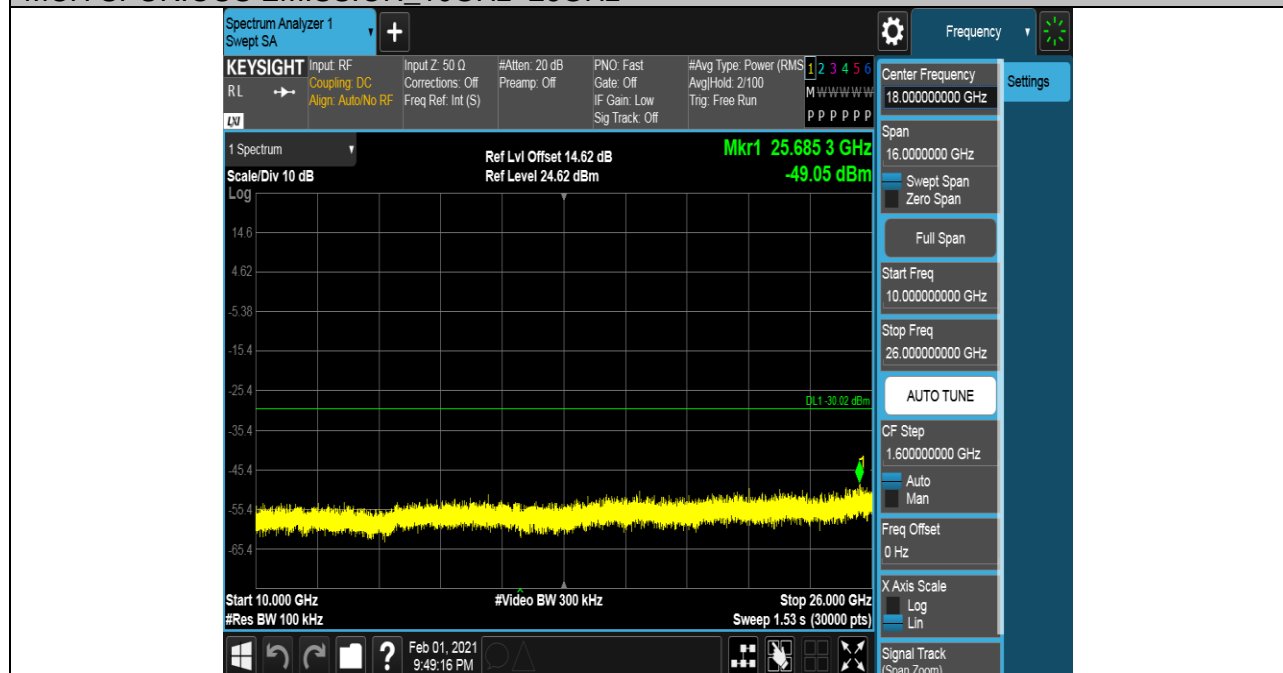 Spectrum Analyzer 1
Swept SA
Frequency
KEYSIGHT
RL
LXI
Input: RF
Coupling: DC
Align: Auto/No RF
Input Z: 50 Ω
Corrections: Off
Freq Ref: Int (S)
#Atten: 20 dB
Preamp: Off
PNO: Fast
Gate: Off
IF Gain: Low
Sig Track: Off
#Avg Type: Power (RMS
Avg|Hold: 2/100
Trig: Free Run
1 2 3 4 5 6
M W W W W W
P P P P P P
Center Frequency
18.000000000 GHz
Settings
Span
16.0000000 GHz
Swept Span
Zero Span
Full Span
Start Freq
10.000000000 GHz
Stop Freq
26.000000000 GHz
AUTO TUNE
CF Step
1.600000000 GHz
Auto
Man
Freq Offset
0 Hz
X Axis Scale
Log
Lin
Signal Track
(Span Zoom)
1 Spectrum
Scale/Div 10 dB
Log
Ref Lvl Offset 14.62 dB
Ref Level 24.62 dBm
Mkr1 25.685 3 GHz
-49.05 dBm
14.6
4.62
-5.38
-15.4
-25.4
DL1 -30.02 dBm
-35.4
-45.4
1
-55.4
-65.4
Start 10.000 GHz
#Video BW 300 kHz
Stop 26.000 GHz
#Res BW 100 kHz
Sweep 1.53 s (30000 pts)
?
Feb 01, 2021
9:49:16 PM